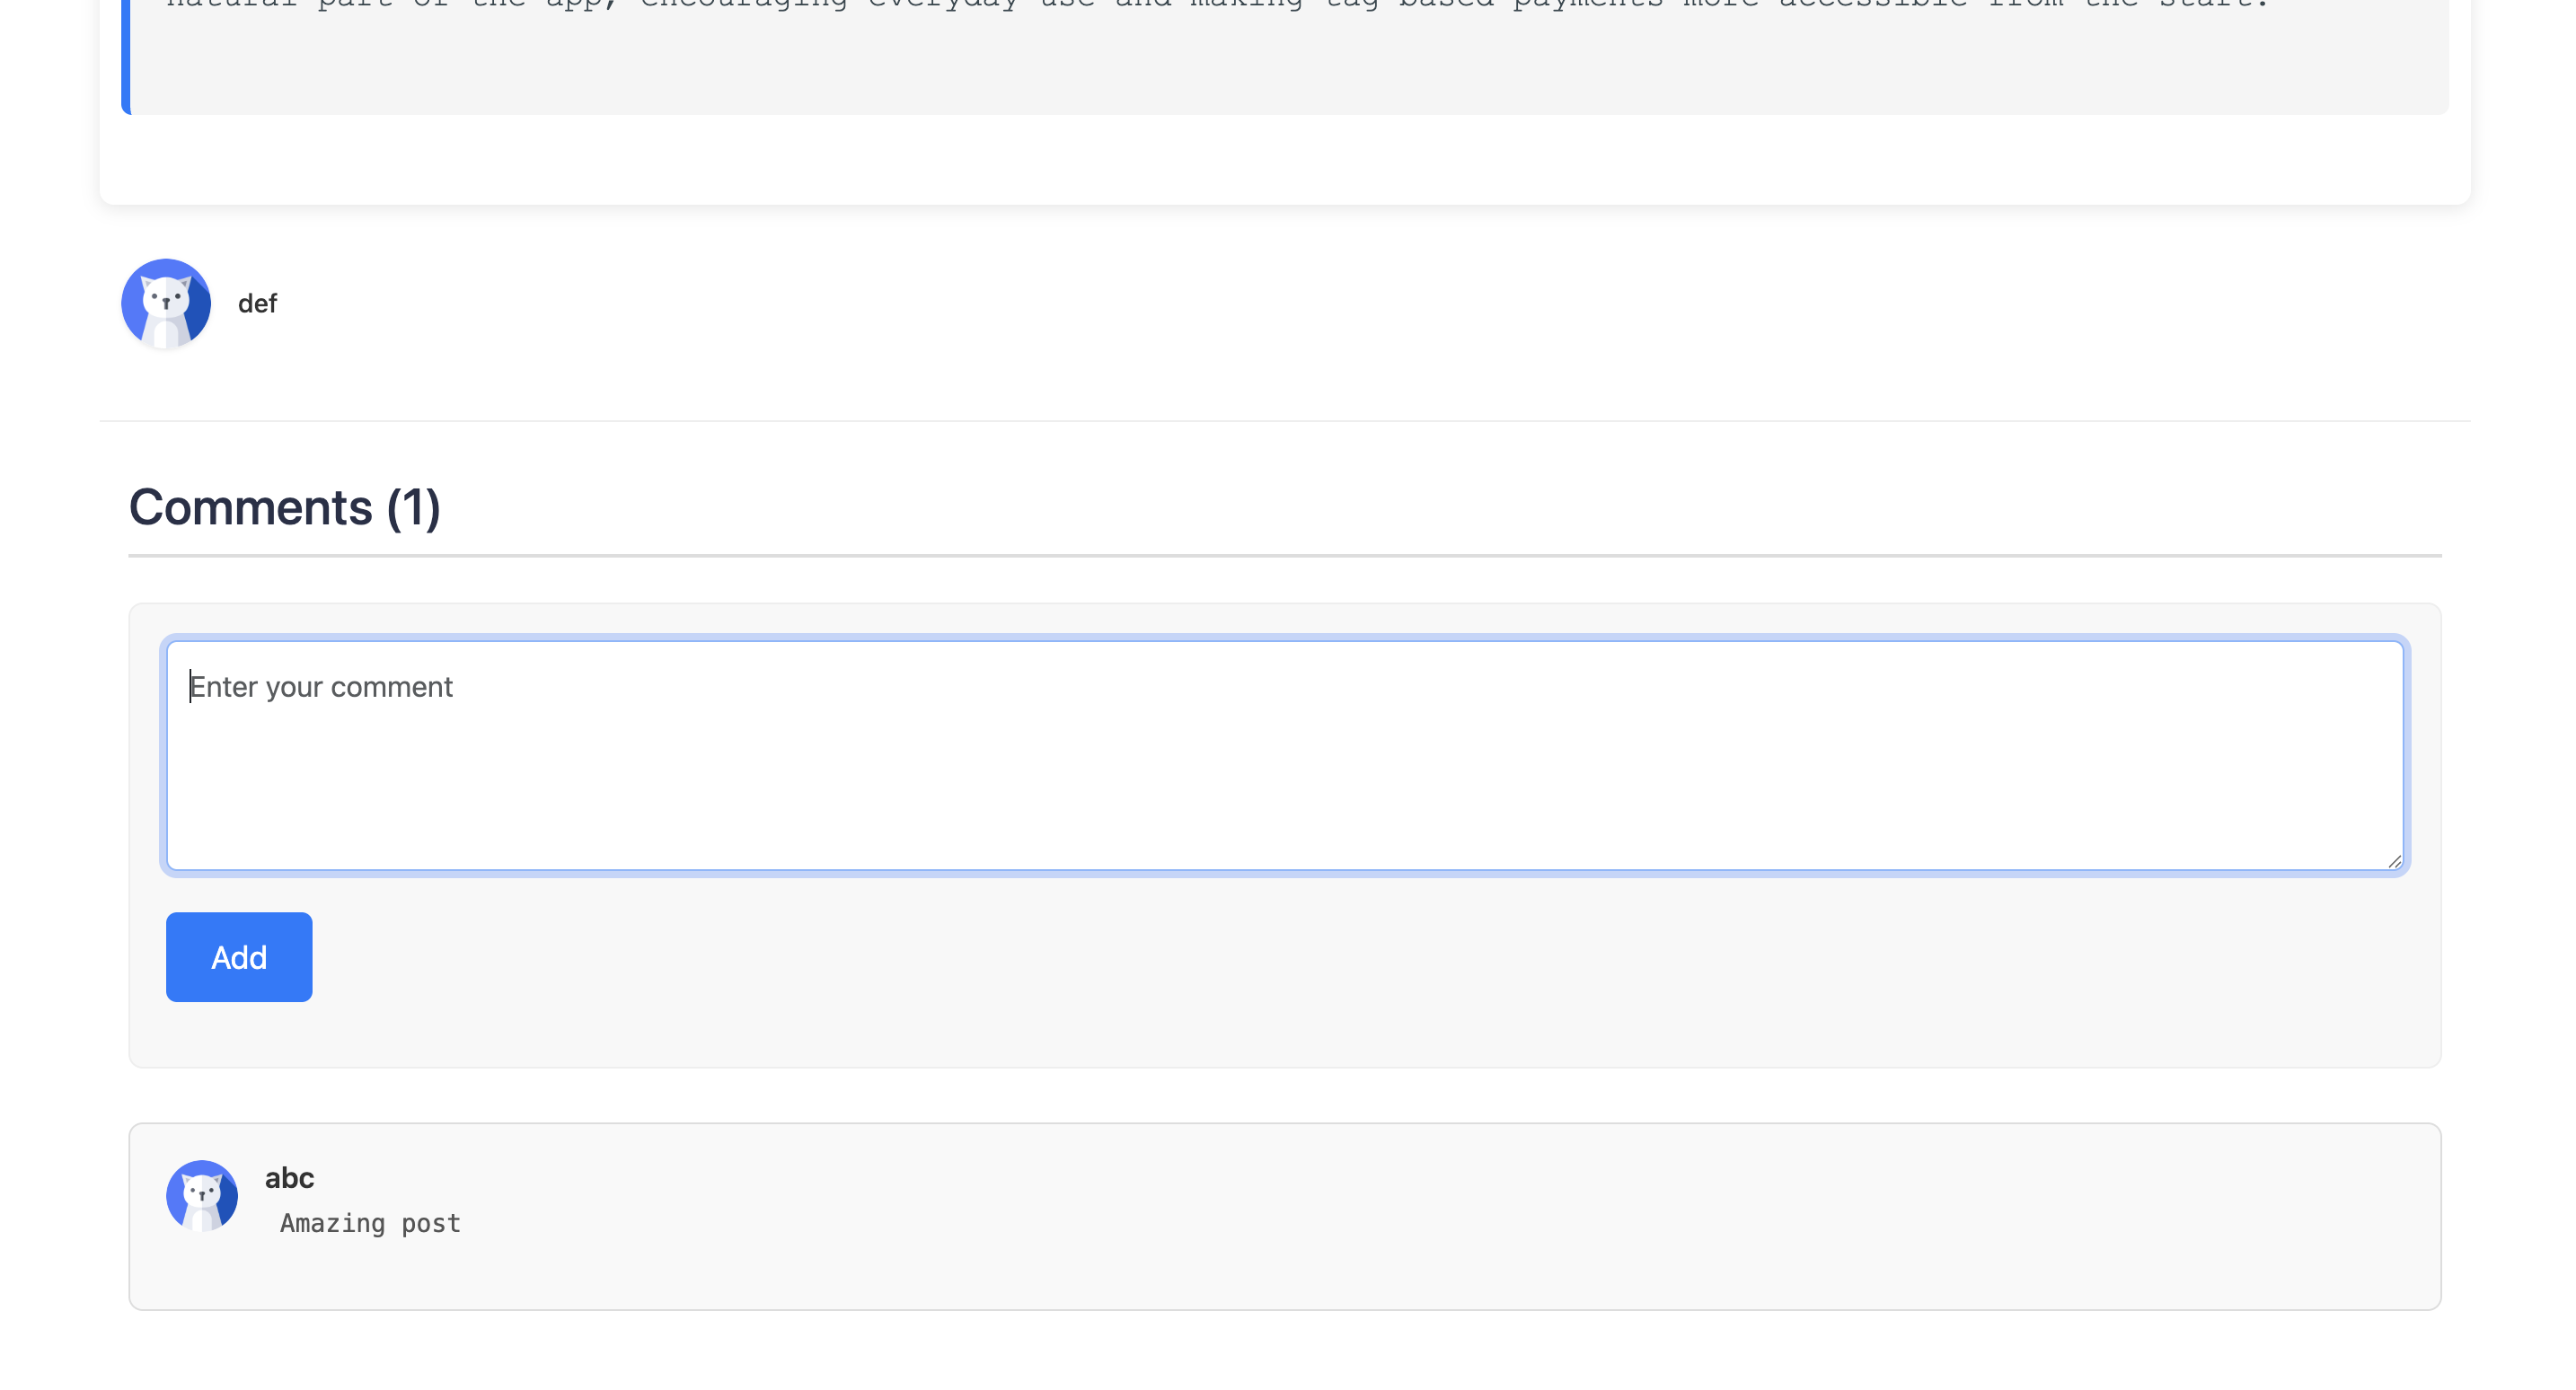 natural part of the app, encouraging everyday use and making tag-based payments more accessible from the start.
def
Comments (1)
Enter your comment
Add
abc
Amazing post